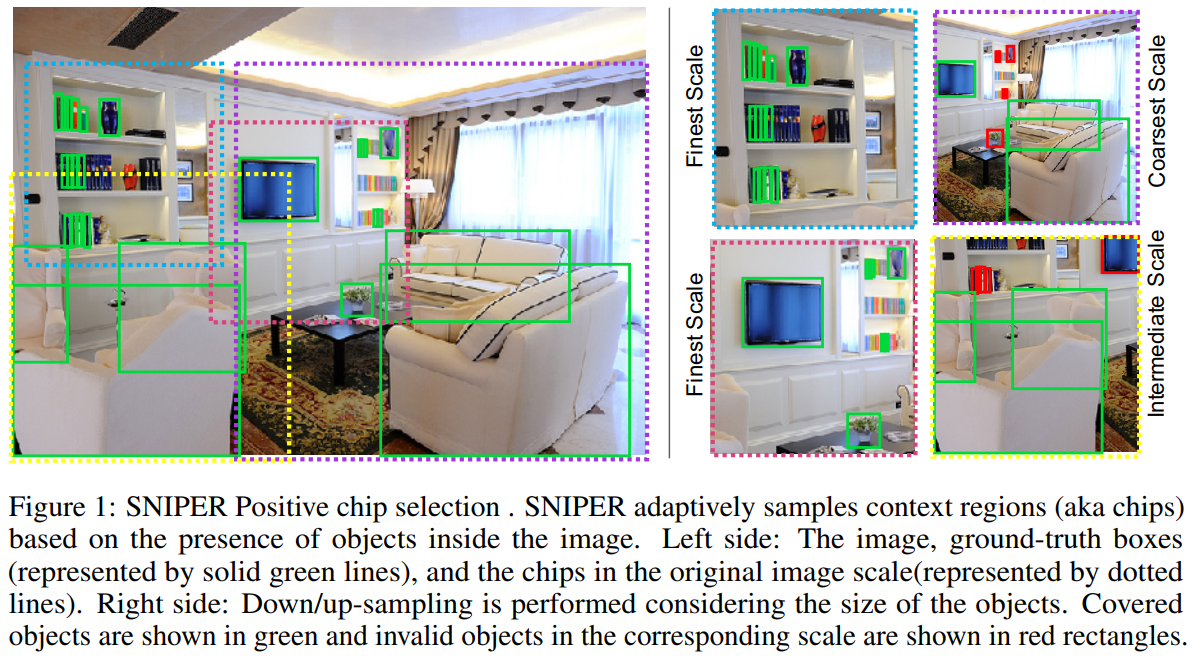 Finest Scale
Coarsest Scale
Finest Scale
Intermediate Scale
Figure 1: SNIPER Positive chip selection . SNIPER adaptively samples context regions (aka chips)
based on the presence of objects inside the image. Left side: The image, ground-truth boxes
(represented by solid green lines), and the chips in the original image scale(represented by dotted
lines). Right side: Down/up-sampling is performed considering the size of the objects. Covered
objects are shown in green and invalid objects in the corresponding scale are shown in red rectangles.